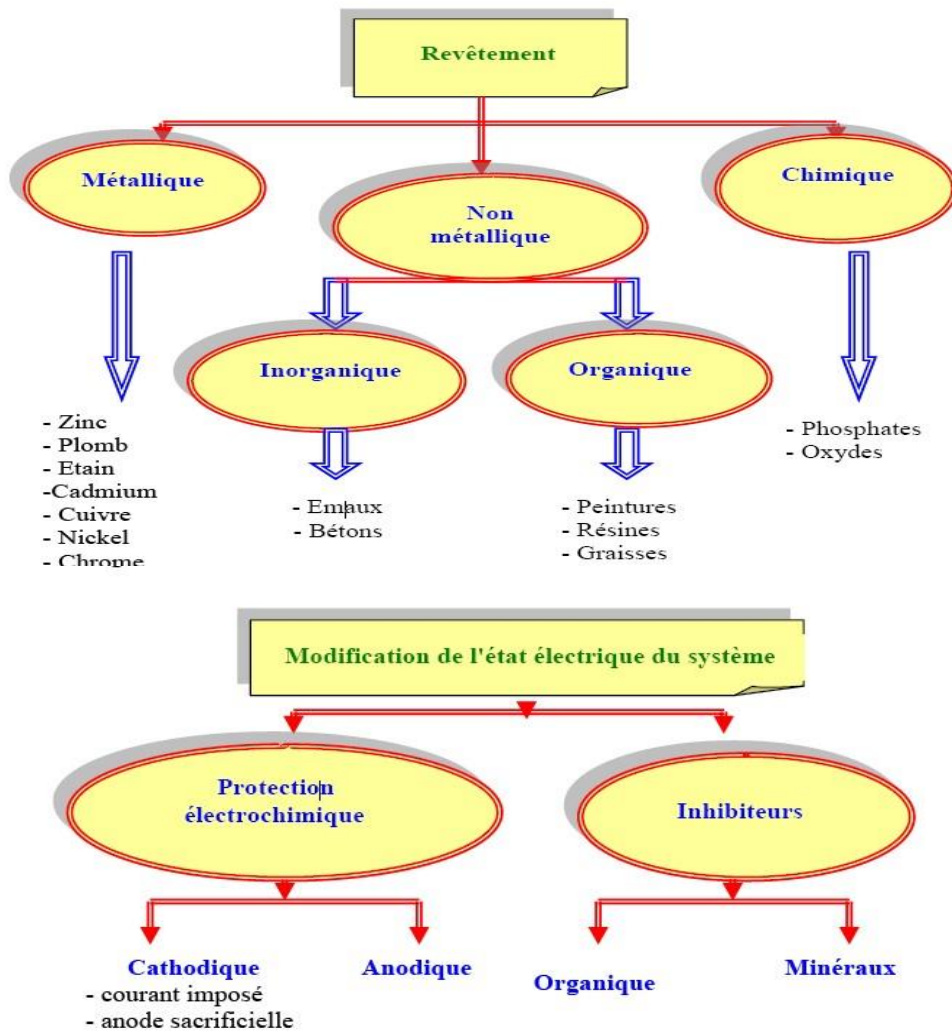 Revêtement
Métallique
Non
métallique
Chimique
Inorganique
Organique
- Zinc
- Plomb
- Etain
-Cadmium
- Cuivre
- Nickel
- Chrome
- Emaux
- Bétons
- Peintures
- Résines
- Graisses
- Phosphates
- Oxydes
Modification de l'état électrique du système
Protection
électrochimique
Inhibiteurs
Cathodique
- courant imposé
- anode sacrificielle
Anodique
Organique
Minéraux